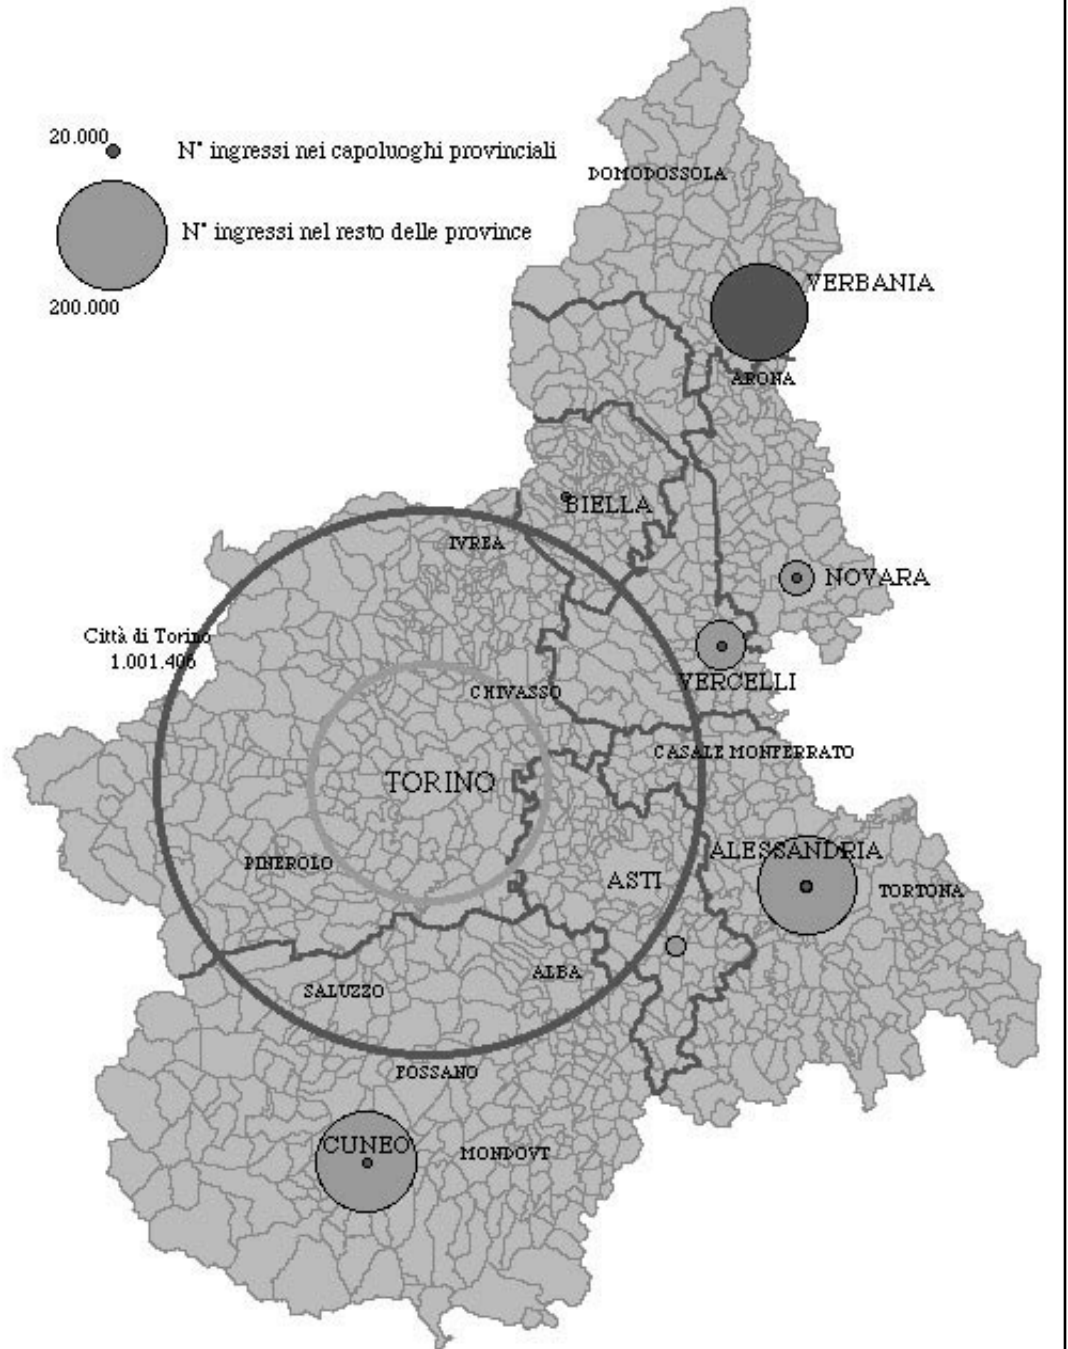 20.000
N° ingressi nei capoluoghi provinciali
N° ingressi nel resto delle province
200.000
DOMODOSSOLA
VERBANIA
ARONA
BIELLA
IVREA
NOVARA
Città di Torino
1.001.406
VERCELLI
CHIVASSO
CASALE MONFERRATO
TORINO
ALESSANDRIA
PINEROLO
ASTI
TORTONA
ALBA
SALUZZO
FOSSANO
CUNEO
MONDOVI